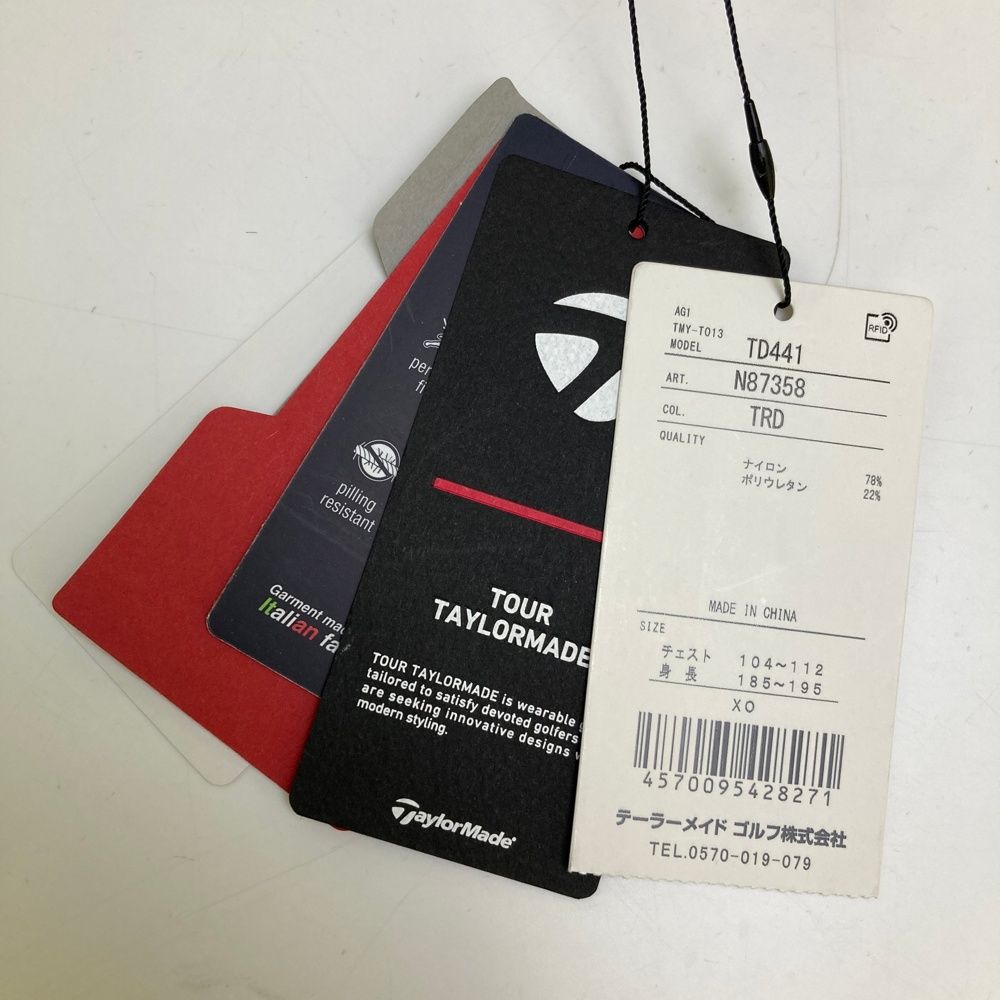 AG1
TMY-T013
MODEL TD441
RFID
ART. N87358
COL. TRD
QUALITY
ナイロン 78%
ポリウレタン 22%
MADE IN CHINA
SIZE
チェスト 104~112
身長 185~195
XO
4570095428271
テーラーメイド ゴルフ株式会社
TEL.0570-019-079
TOUR
TAYLORMADE
TOUR TAYLORMADE is wearable
tailored to satisfy devoted golfers
are seeking innovative designs
modern styling.
TaylorMade
pilling
resistant
Garment
Italian